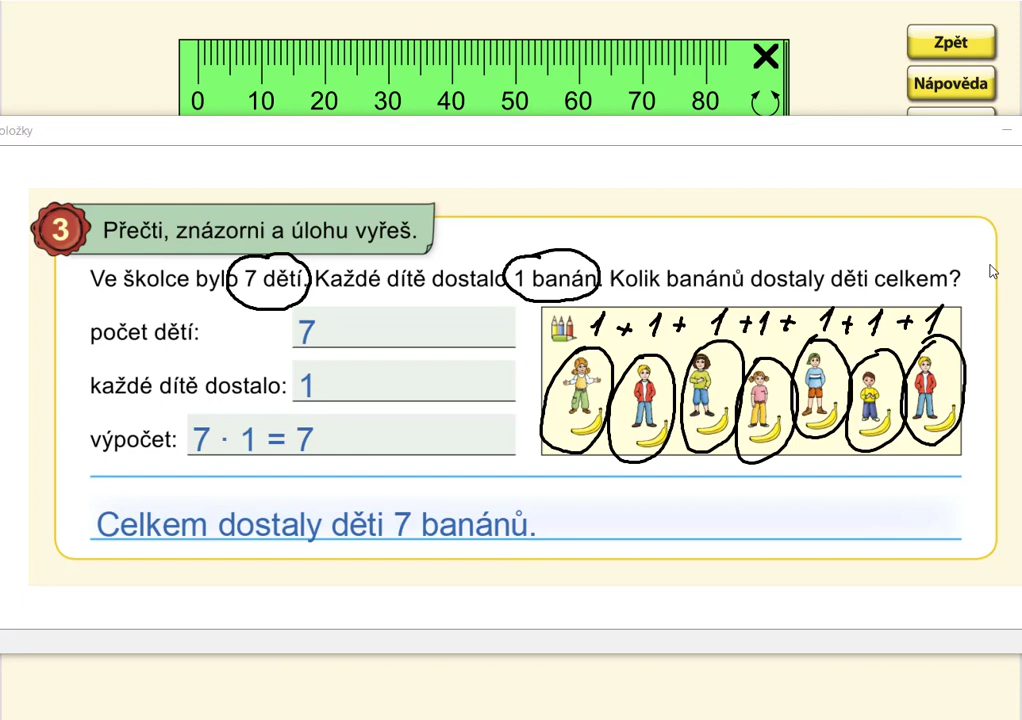 Zpět
0 10 20 30 40 50 60 70 80
Nápověda
oložky
3 Přečti, znázorni a úlohu vyřeš.
Ve školce bylo 7 dětí. Každé dítě dostalo 1 banán. Kolik banánů dostaly děti celkem?
počet dětí: 7
1 + 1 + 1 + 1 + 1 + 1 + 1
každé dítě dostalo: 1
výpočet: 7 · 1 = 7
Celkem dostaly děti 7 banánů.